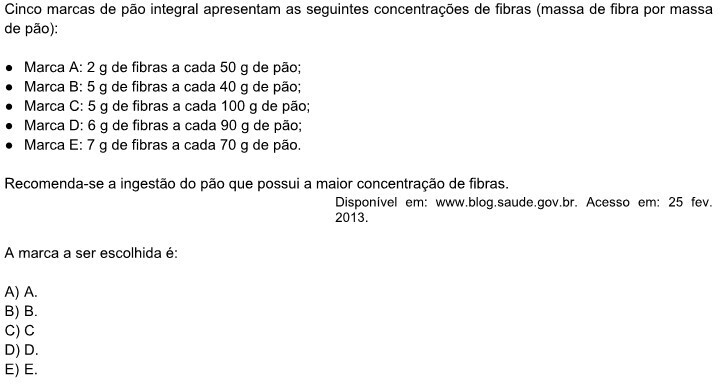 Cinco marcas de pão integral apresentam as seguintes concentrações de fibras (massa de fibra por massa
de pão):
• Marca A: 2 g de fibras a cada 50 g de pão;
• Marca B: 5 g de fibras a cada 40 g de pão;
• Marca C: 5 g de fibras a cada 100 g de pão;
• Marca D: 6 g de fibras a cada 90 g de pão;
• Marca E: 7 g de fibras a cada 70 g de pão.
Recomenda-se a ingestão do pão que possui a maior concentração de fibras.
Disponível em: www.blog.saude.gov.br. Acesso em: 25 fev.
2013.
A marca a ser escolhida é:
A) A.
B) B.
C) C
D) D.
E) E.